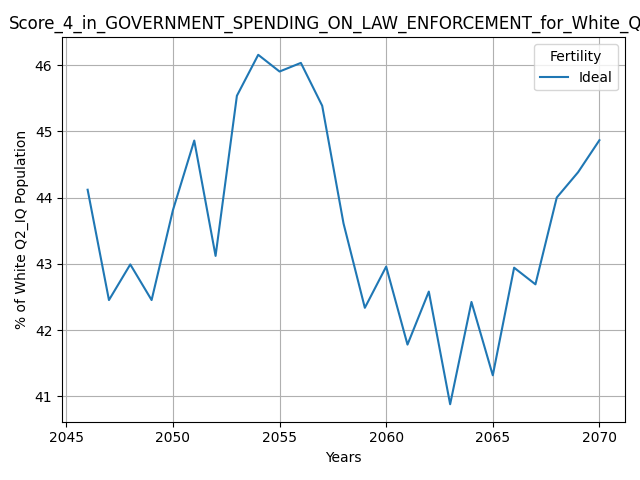 Score_4_in_GOVERNMENT_SPENDING_ON_LAW_ENFORCEMENT_for_White_Q
Fertility
Ideal
46
45
44
43
42
41
% of White Q2_IQ Population
2045 2050 2055 2060 2065 2070
Years